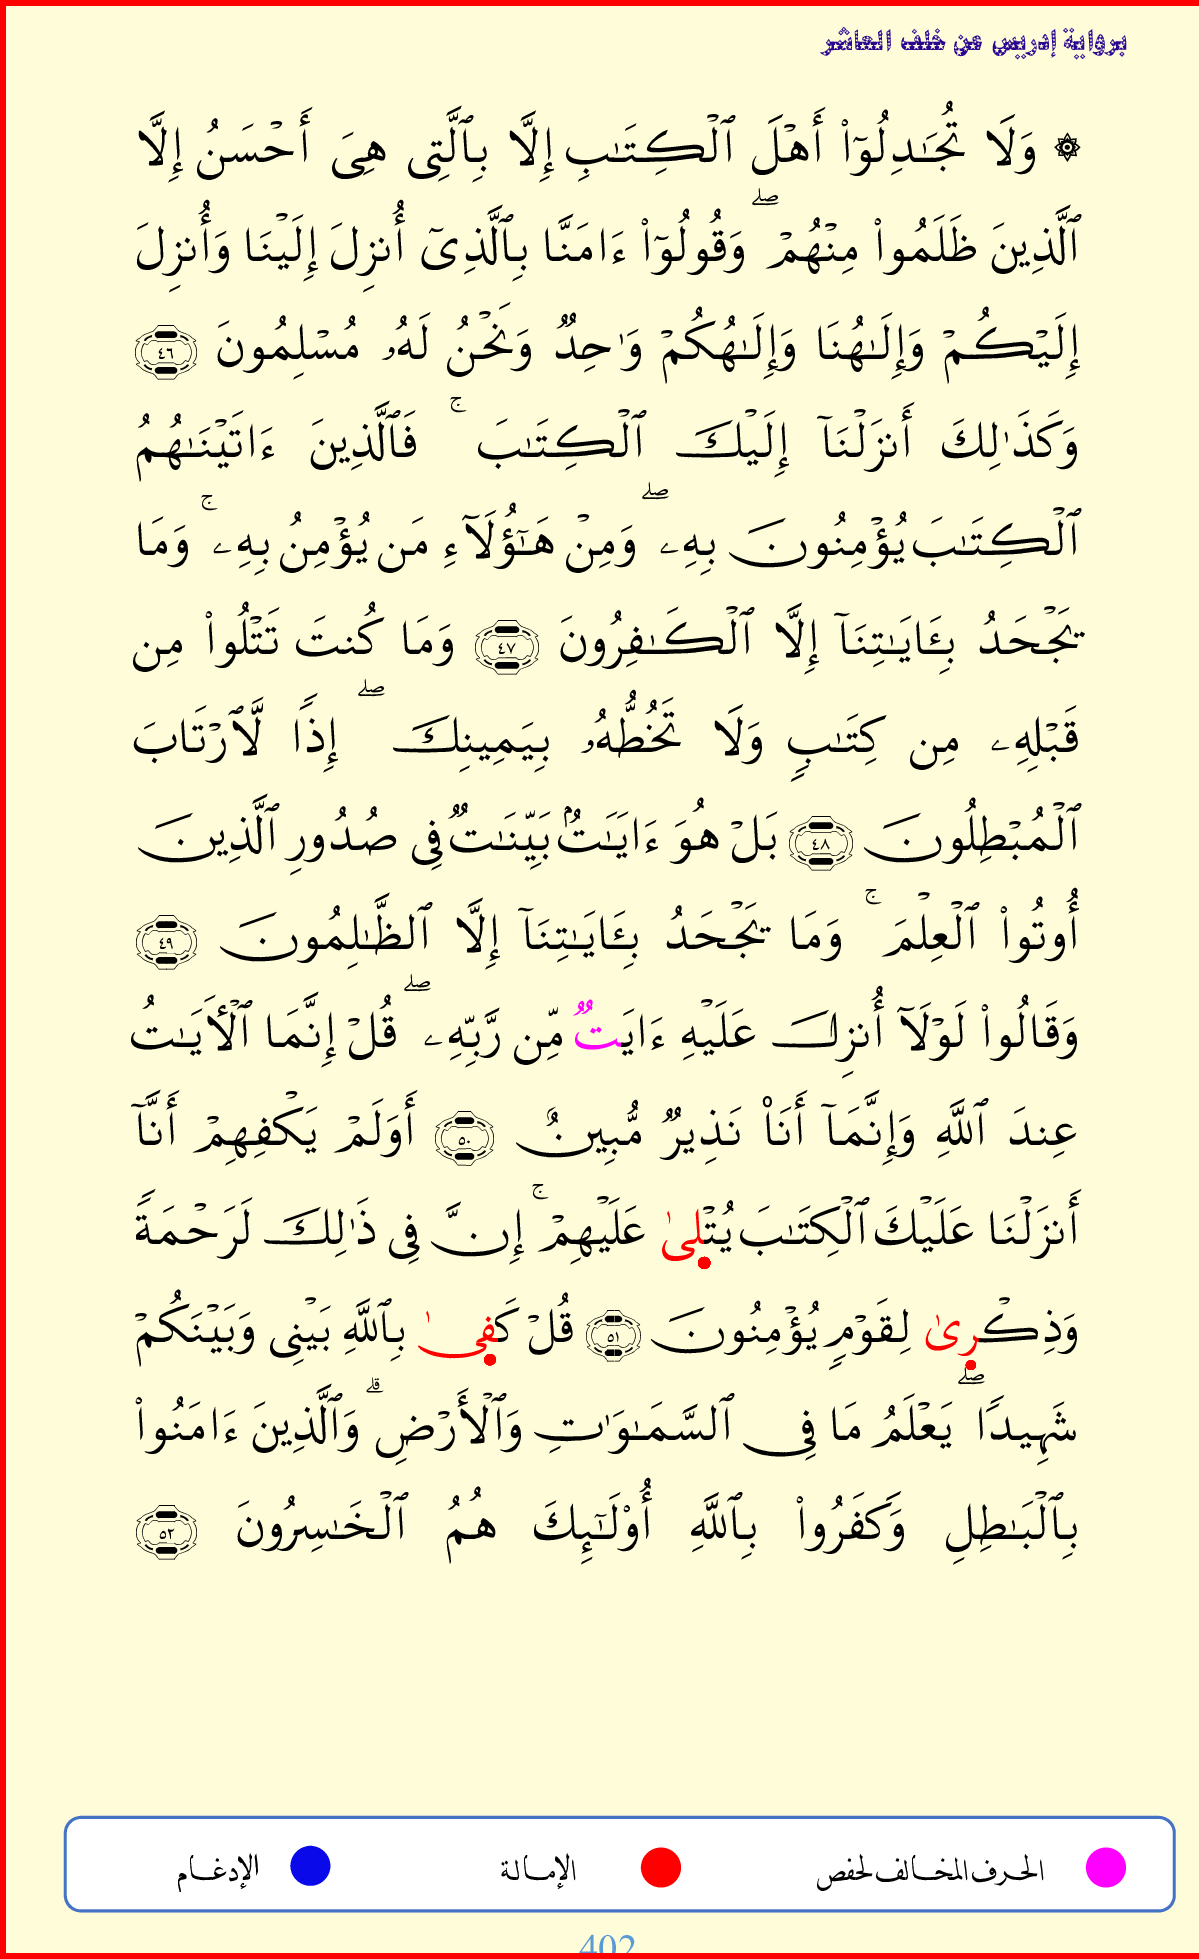 برواية إدريس عن خلف العاشر
۞ وَلَا تُجَٰدِلُوٓاْ أَهْلَ ٱلْكِتَٰبِ إِلَّا بِٱلَّتِى هِىَ أَحْسَنُ إِلَّا
ٱلَّذِينَ ظَلَمُواْ مِنْهُمْ ۖ وَقُولُوٓاْ ءَامَنَّا بِٱلَّذِىٓ أُنزِلَ إِلَيْنَا وَأُنزِلَ
إِلَيْكُمْ وَإِلَٰهُنَا وَإِلَٰهُكُمْ وَٰحِدٌ وَنَحْنُ لَهُۥ مُسْلِمُونَ ٤٦
وَكَذَٰلِكَ أَنزَلْنَآ إِلَيْكَ ٱلْكِتَٰبَ ۚ فَٱلَّذِينَ ءَاتَيْنَٰهُمُ
ٱلْكِتَٰبَ يُؤْمِنُونَ بِهِۦ ۖ وَمِنْ هَٰٓؤُلَآءِ مَن يُؤْمِنُ بِهِۦ ۚ وَمَا
يَجْحَدُ بِـَٔايَٰتِنَآ إِلَّا ٱلْكَٰفِرُونَ ٤٧ وَمَا كُنتَ تَتْلُواْ مِن
قَبْلِهِۦ مِن كِتَٰبٍ وَلَا تَخُطُّهُۥ بِيَمِينِكَ ۖ إِذًا لَّٱرْتَابَ
ٱلْمُبْطِلُونَ ٤٨ بَلْ هُوَ ءَايَٰتٌۢ بَيِّنَٰتٌ فِى صُدُورِ ٱلَّذِينَ
أُوتُواْ ٱلْعِلْمَ ۚ وَمَا يَجْحَدُ بِـَٔايَٰتِنَآ إِلَّا ٱلظَّٰلِمُونَ ٤٩
وَقَالُواْ لَوْلَآ أُنزِلَ عَلَيْهِ ءَايَتٌ مِّن رَّبِّهِۦ ۖ قُلْ إِنَّمَا ٱلْأَيَٰتُ
عِندَ ٱللَّهِ وَإِنَّمَآ أَنَا۠ نَذِيرٌ مُّبِينٌ ٥٠ أَوَلَمْ يَكْفِهِمْ أَنَّآ
أَنزَلْنَا عَلَيْكَ ٱلْكِتَٰبَ يُتْلىٰ عَلَيْهِمْ ۚ إِنَّ فِى ذَٰلِكَ لَرَحْمَةً
وَذِكْرىٰ لِقَوْمٍ يُؤْمِنُونَ ٥١ قُلْ كَفىٰ بِٱللَّهِ بَيْنِى وَبَيْنَكُمْ
شَهِيدًا ۖ يَعْلَمُ مَا فِى ٱلسَّمَٰوَٰتِ وَٱلْأَرْضِ ۗ وَٱلَّذِينَ ءَامَنُواْ
بِٱلْبَٰطِلِ وَكَفَرُواْ بِٱللَّهِ أُوْلَٰٓئِكَ هُمُ ٱلْخَٰسِرُونَ ٥٢
الحرف المخالف لحفص الإمالة الإدغام
402